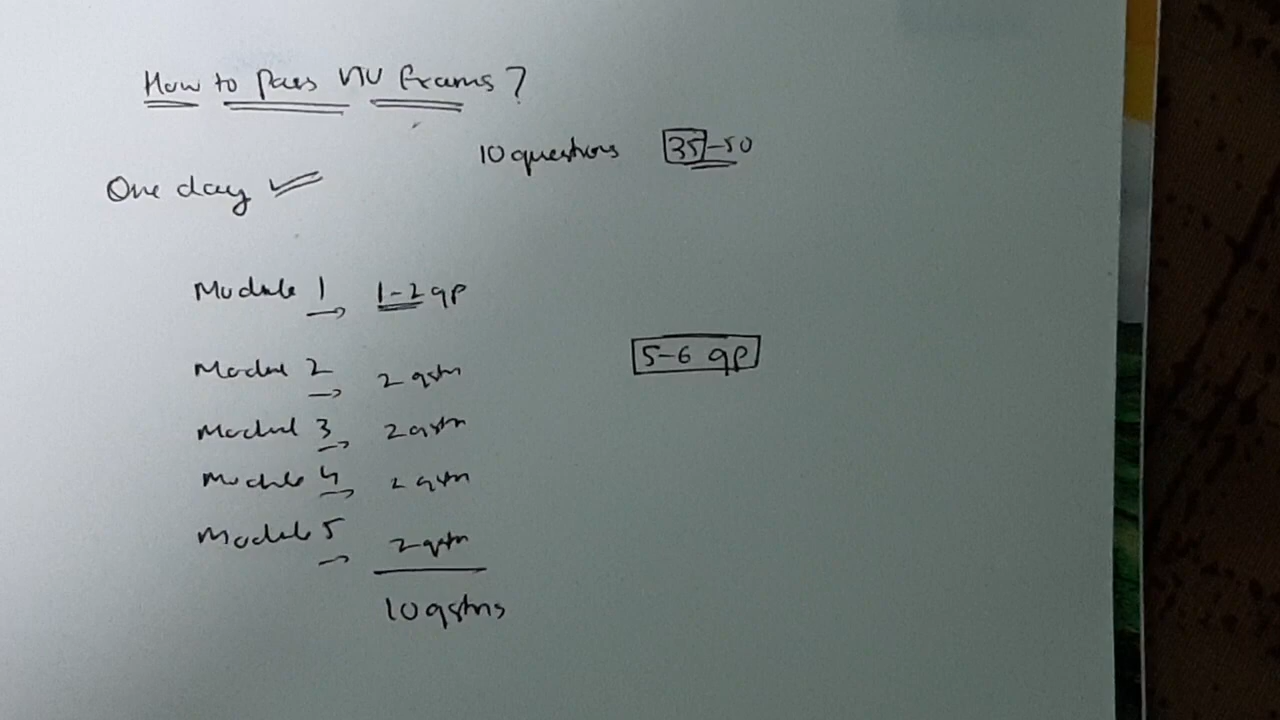 How to Pass VTU Exams?
10 questions 35-50
One day
Module 1 → 1-2 qp
Module 2 → 2 qstn
5-6 qp
Module 3 → 2 qstn
Module 4 → 2 qstn
Module 5 → 2 qstn
10 qstns